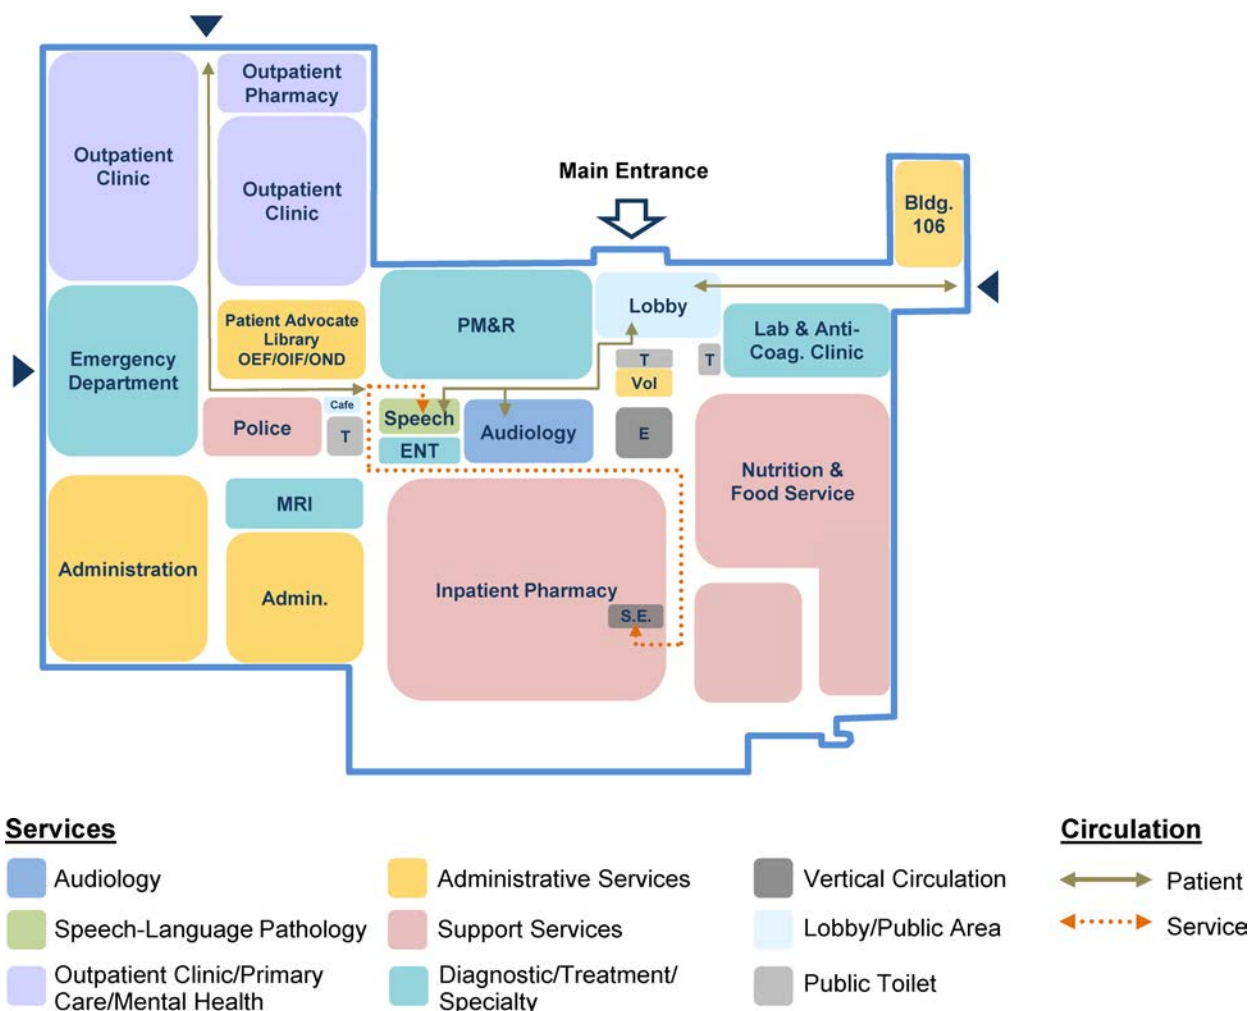 Outpatient
Pharmacy
Outpatient
Clinic
Outpatient
Clinic
Main Entrance
Bldg.
106
Lobby
Patient Advocate
Library
OEF/OIF/OND
PM&R
Lab & Anti-
Coag. Clinic
Emergency
Department
T
T
Vol
Cafe
Police
T
Speech
ENT
Audiology
E
Nutrition &
Food Service
MRI
Administration
Admin.
Inpatient Pharmacy
S.E.
Services
Audiology
Speech-Language Pathology
Outpatient Clinic/Primary
Care/Mental Health
Administrative Services
Support Services
Diagnostic/Treatment/
Specialty
Vertical Circulation
Lobby/Public Area
Public Toilet
Circulation
Patient
Service